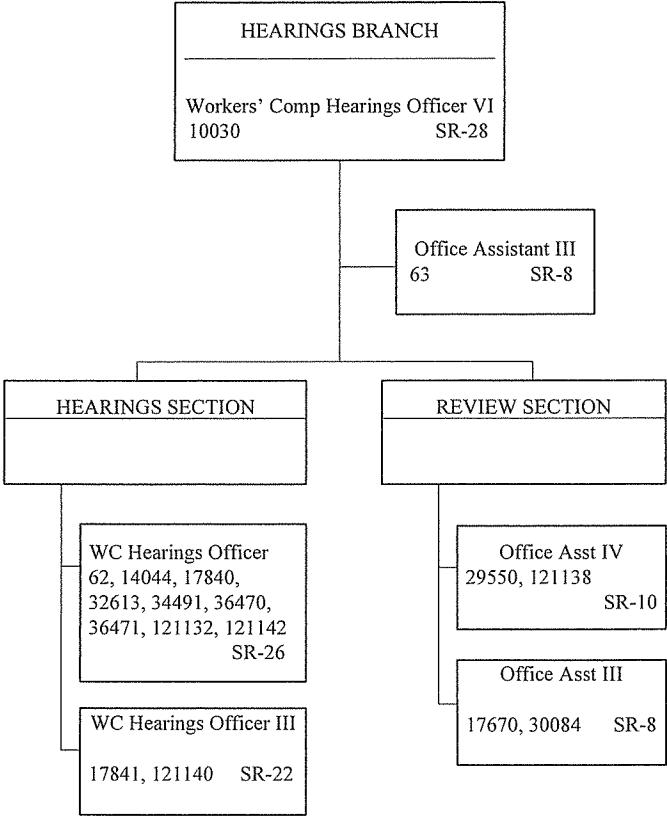 HEARINGS BRANCH
Workers' Comp Hearings Officer VI
10030 SR-28
Office Assistant III
63 SR-8
HEARINGS SECTION
WC Hearings Officer
62, 14044, 17840,
32613, 34491, 36470,
36471, 121132, 121142
SR-26
WC Hearings Officer III
17841, 121140 SR-22
REVIEW SECTION
Office Asst IV
29550, 121138
SR-10
Office Asst III
17670, 30084 SR-8